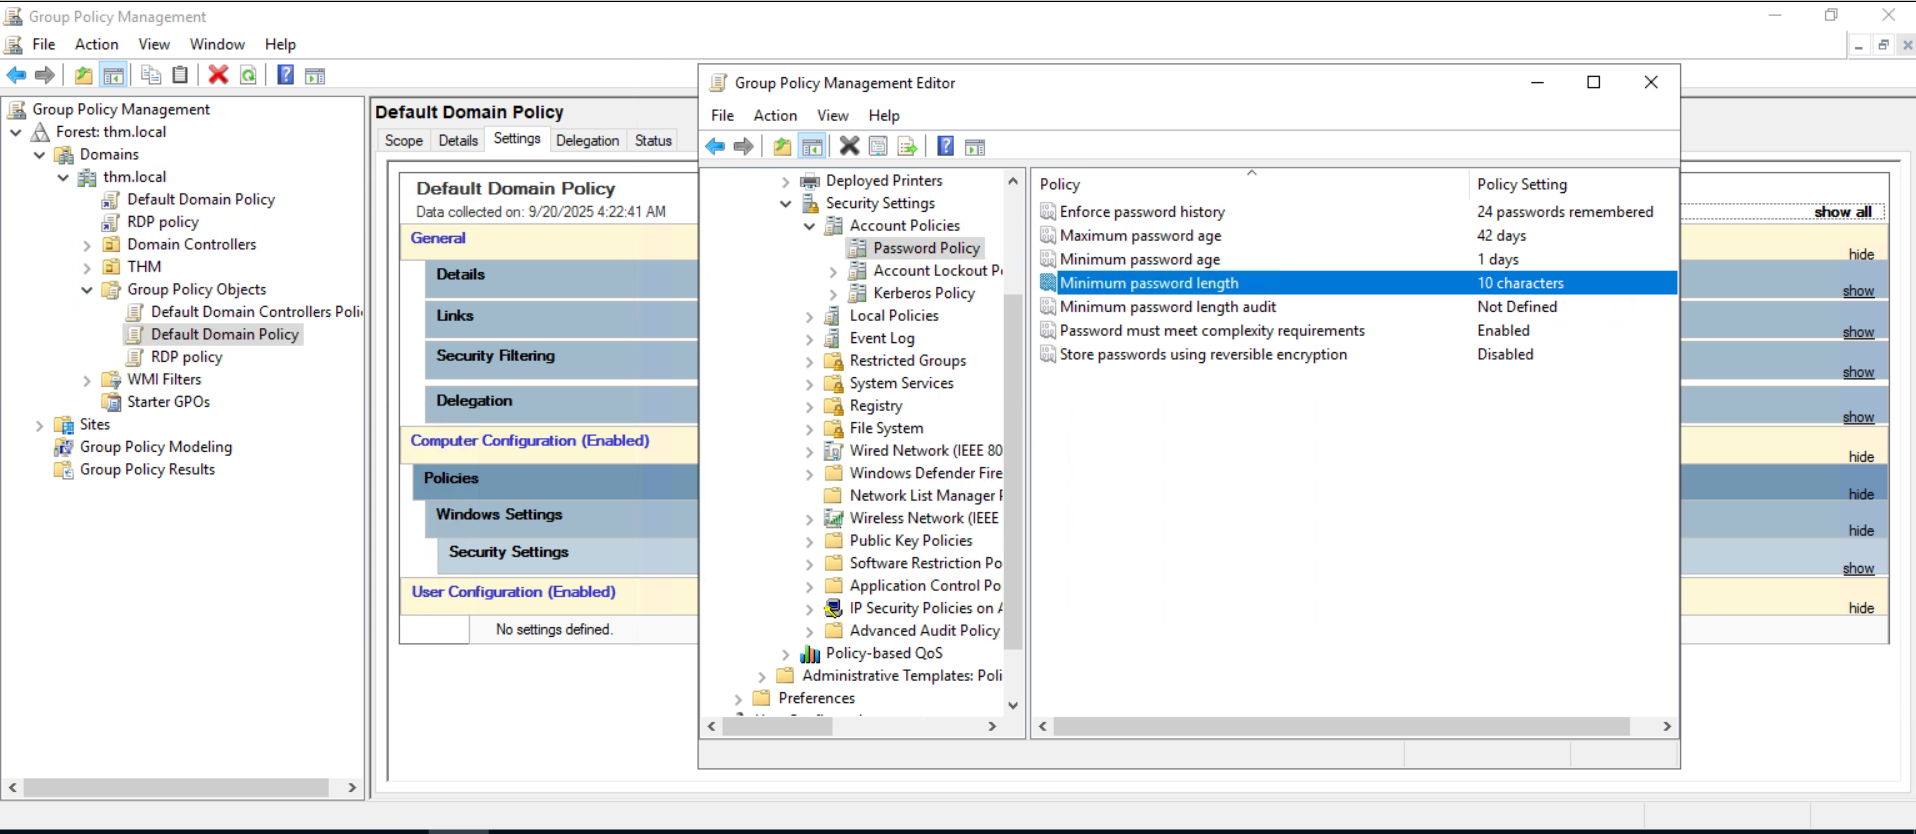 Group Policy Management
File Action View Window Help
Group Policy Management
Forest: thm.local
Domains
thm.local
Default Domain Policy
RDP policy
Domain Controllers
THM
Group Policy Objects
Default Domain Controllers Poli
Default Domain Policy
RDP policy
WMI Filters
Starter GPOs
Sites
Group Policy Modeling
Group Policy Results
Default Domain Policy
Scope Details Settings Delegation Status
Default Domain Policy
Data collected on: 9/20/2025 4:22:41 AM
show all
General
hide
Details
show
Links
show
Security Filtering
show
Delegation
show
Computer Configuration (Enabled)
hide
Policies
hide
Windows Settings
hide
Security Settings
show
User Configuration (Enabled)
hide
No settings defined.
Group Policy Management Editor
File Action View Help
Deployed Printers
Security Settings
Account Policies
Password Policy
Account Lockout P
Kerberos Policy
Local Policies
Event Log
Restricted Groups
System Services
Registry
File System
Wired Network (IEEE 80
Windows Defender Fire
Network List Manager
Wireless Network (IEEE
Public Key Policies
Software Restriction Po
Application Control Po
IP Security Policies on
Advanced Audit Policy
Policy-based QoS
Administrative Templates: Poli
Preferences
Policy Policy Setting
Enforce password history 24 passwords remembered
Maximum password age 42 days
Minimum password age 1 days
Minimum password length 10 characters
Minimum password length audit Not Defined
Password must meet complexity requirements Enabled
Store passwords using reversible encryption Disabled